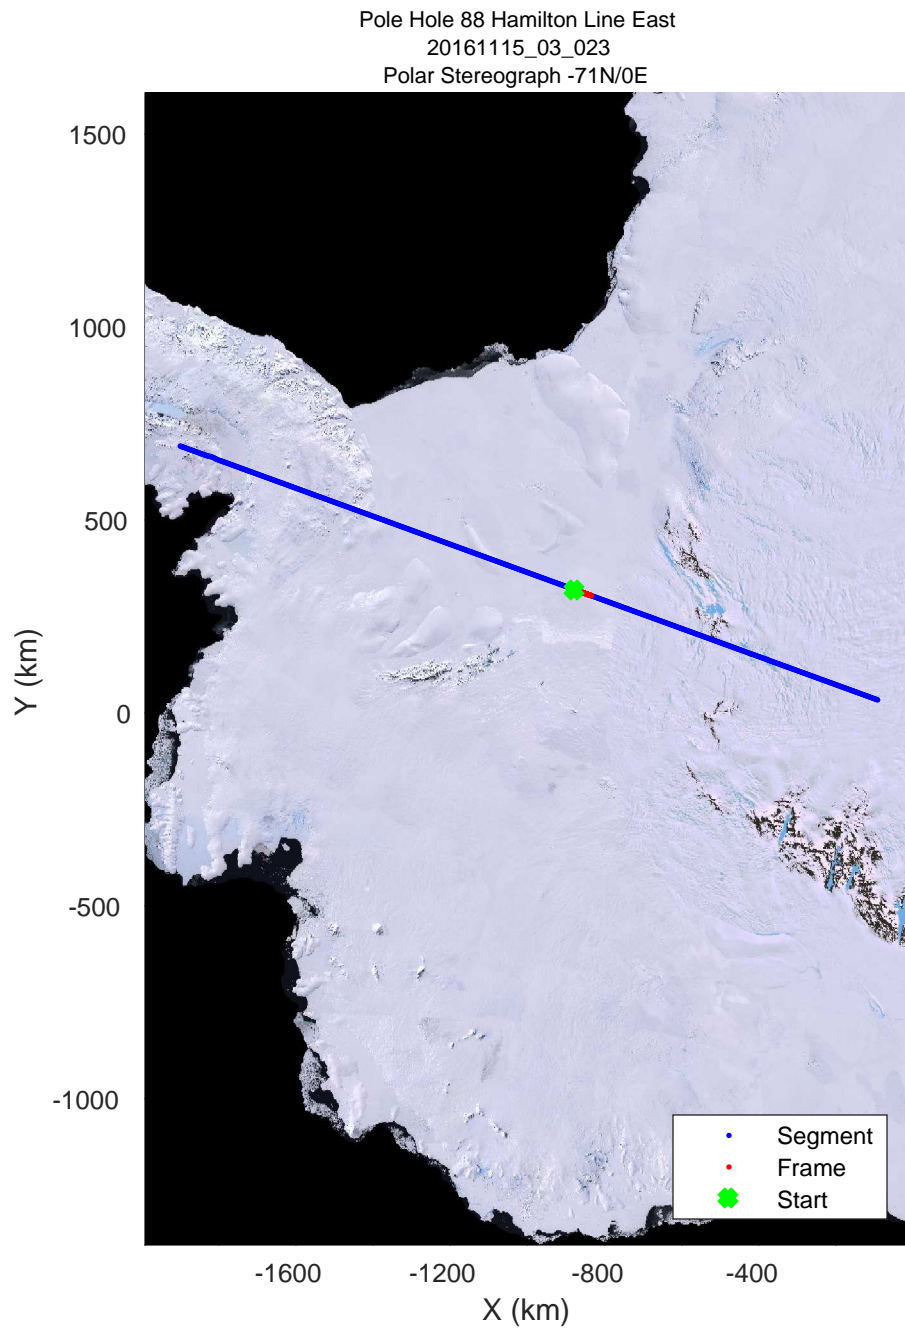 Pole Hole 88 Hamilton Line East
20161115_03_023
Polar Stereograph -71N/0E
1500
1000
500
0
-500
-1000
Y (km)
-1600
-1200
-800
-400
X (km)
Segment
Frame
Start